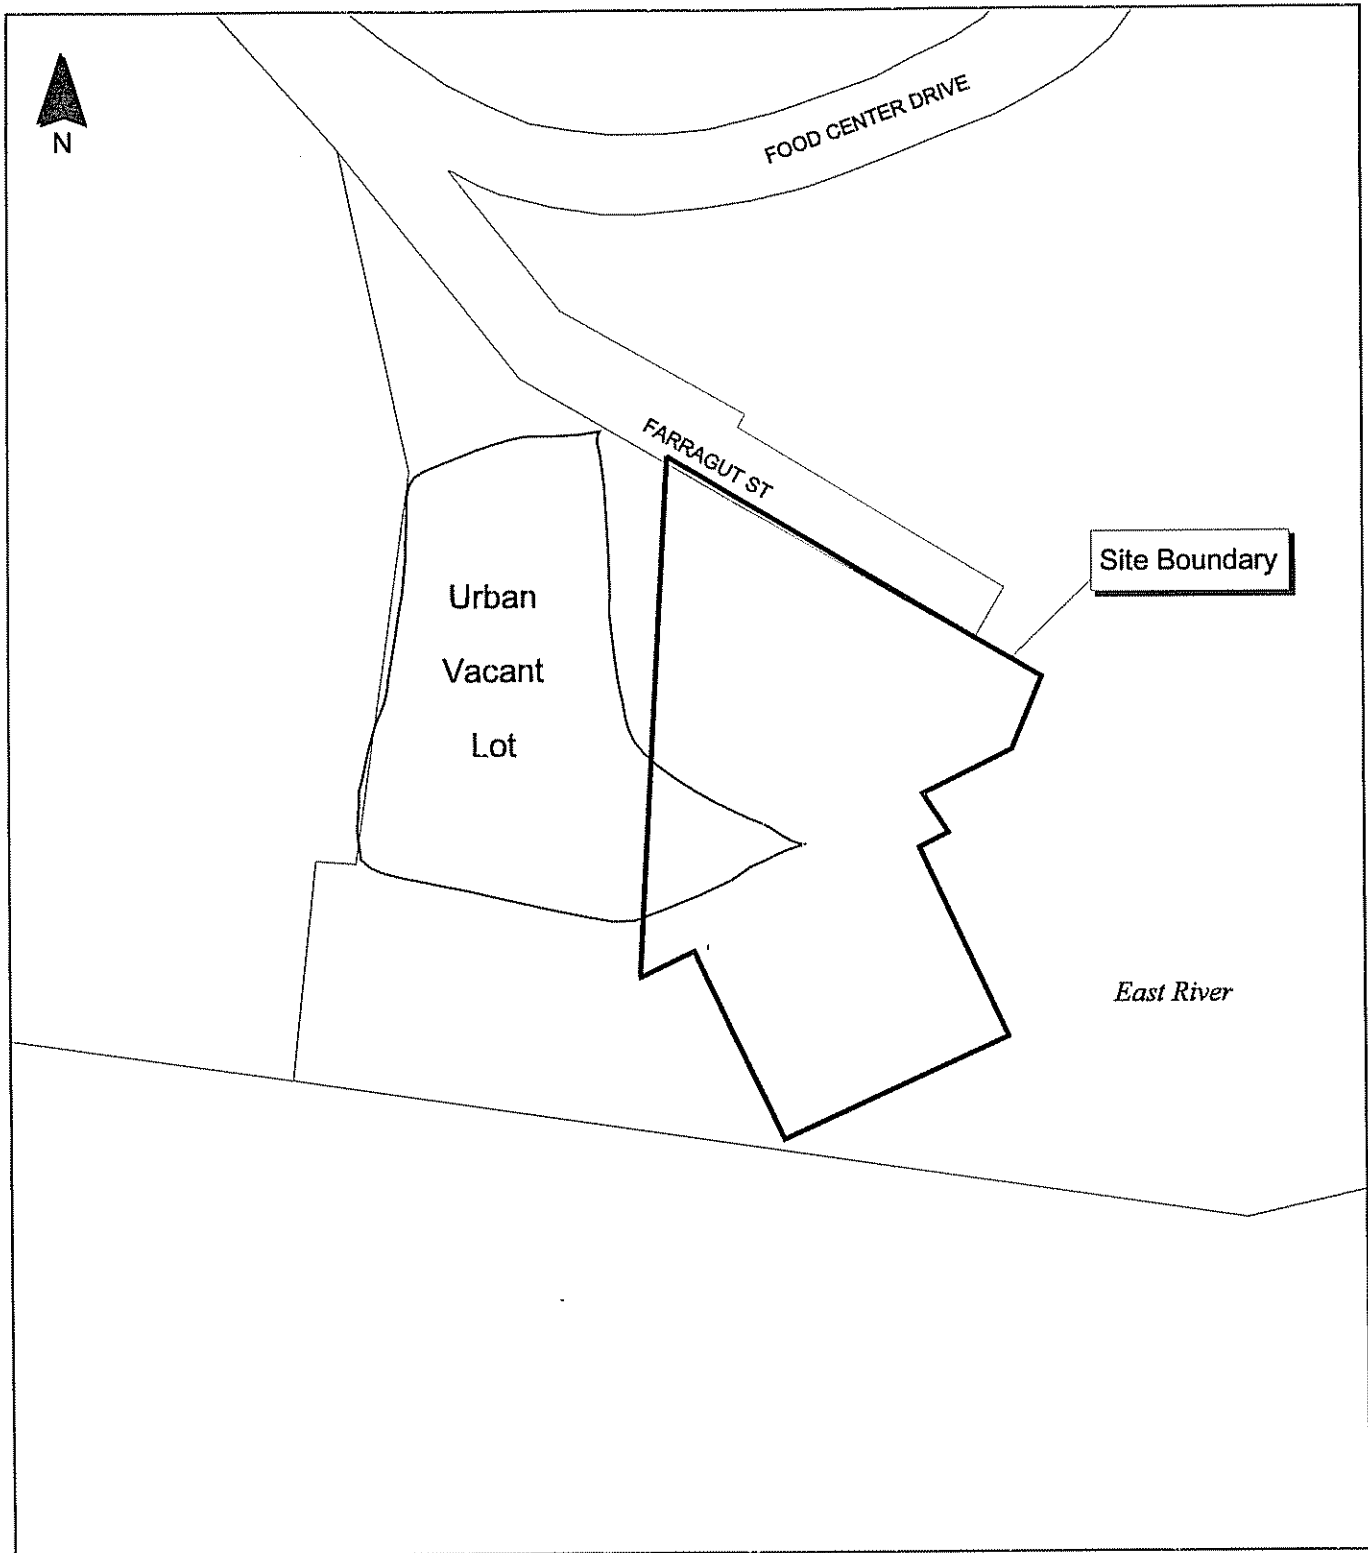 N
FOOD CENTER DRIVE
FARRAGUT ST
Site Boundary
Urban
Vacant
Lot
East River